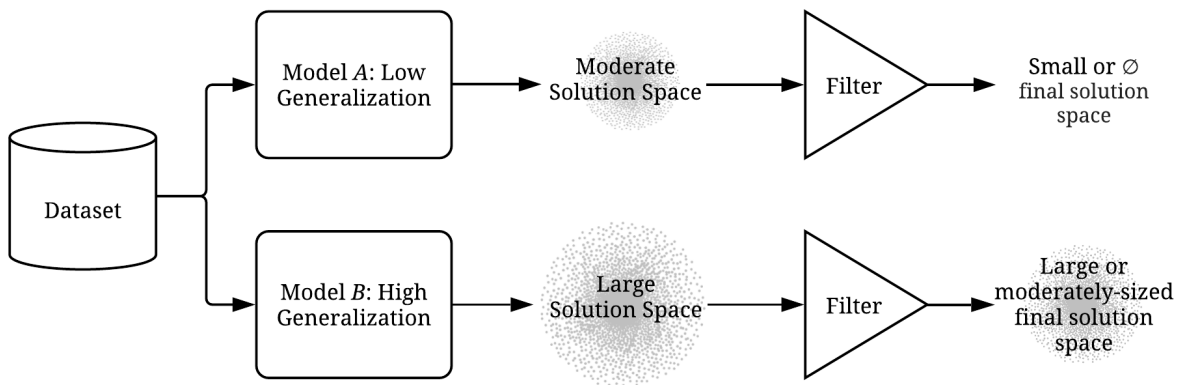 Dataset
Model A: Low
Generalization
Moderate
Solution Space
Filter
Small or ∅
final solution
space
Model B: High
Generalization
Large
Solution Space
Filter
Large or
moderately-sized
final solution
space